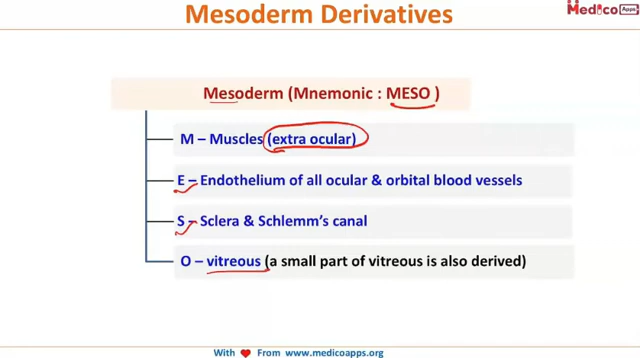 Mesoderm Derivatives
Medico Apps
Mesoderm (Mnemonic : MESO )
M – Muscles (extra ocular)
E – Endothelium of all ocular & orbital blood vessels
S – Sclera & Schlemm's canal
O – vitreous (a small part of vitreous is also derived)
With From www.medicoapps.org